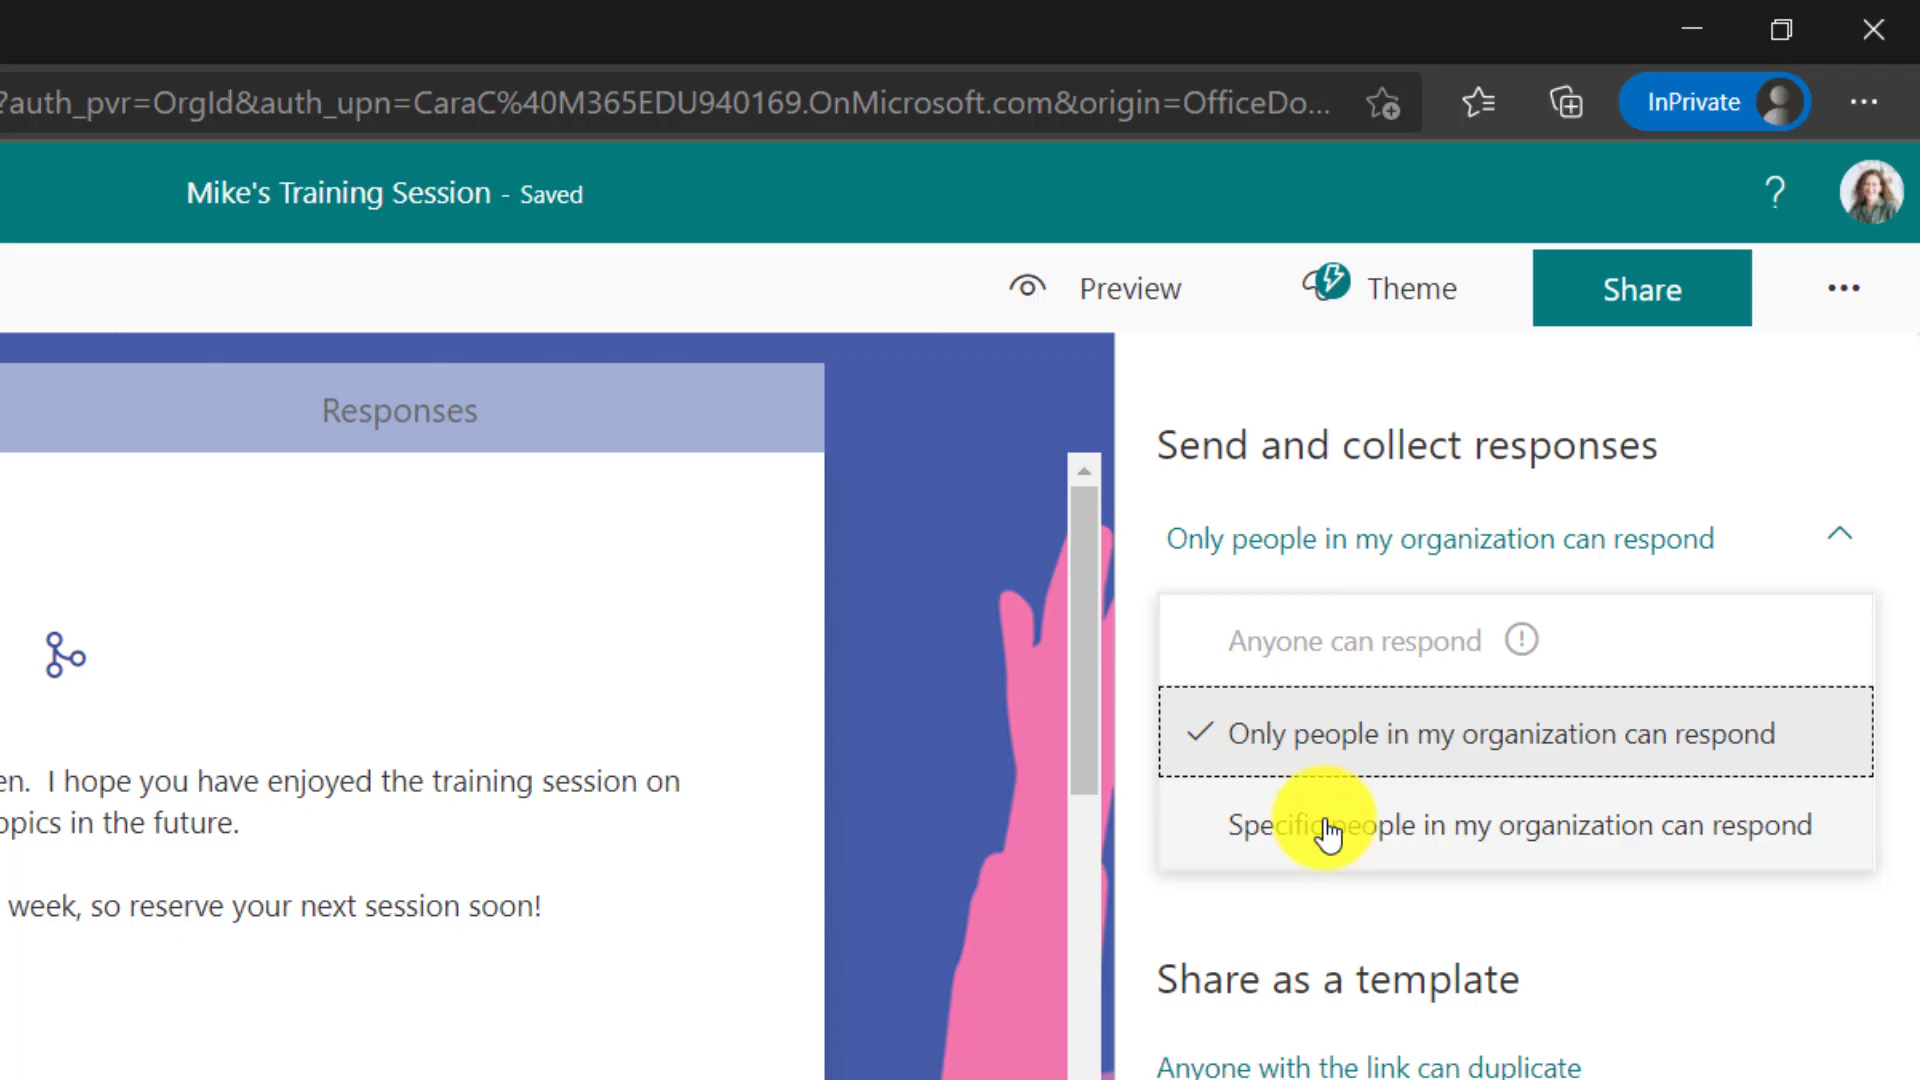 ?auth_pvr=OrgId&auth_upn=CaraC%40M365EDU940169.OnMicrosoft.com&origin=OfficeDo...
InPrivate
Mike's Training Session - Saved
?
Preview
Theme
Share
Responses
Send and collect responses
Only people in my organization can respond
Anyone can respond
Only people in my organization can respond
Specific people in my organization can respond
en. I hope you have enjoyed the training session on
opics in the future.
week, so reserve your next session soon!
Share as a template
Anyone with the link can duplicate